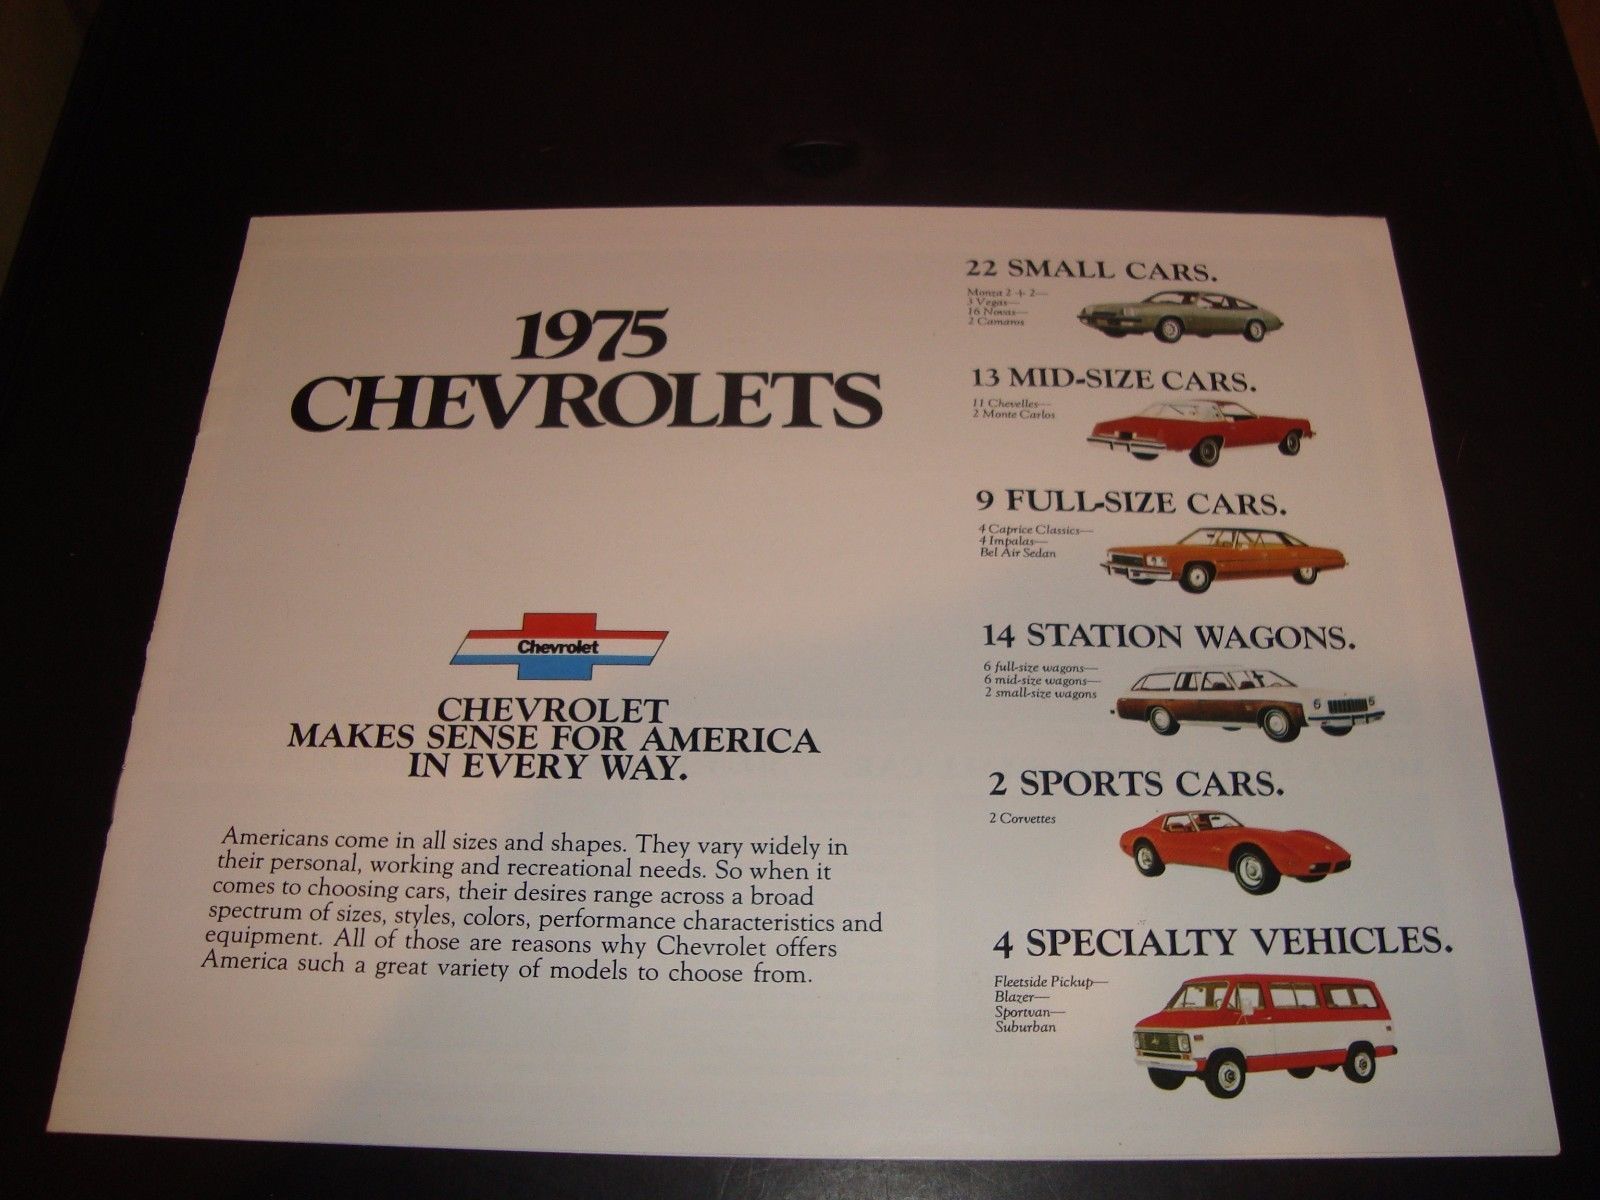 1975
CHEVROLETS
Chevrolet
CHEVROLET
MAKES SENSE FOR AMERICA
IN EVERY WAY.
Americans come in all sizes and shapes. They vary widely in
their personal, working and recreational needs. So when it
comes to choosing cars, their desires range across a broad
spectrum of sizes, styles, colors, performance characteristics and
equipment. All of those are reasons why Chevrolet offers
America such a great variety of models to choose from.
22 SMALL CARS.
Monza 2 + 2—
3 Vegas—
16 Novas—
2 Camaros
13 MID-SIZE CARS.
11 Chevelles—
2 Monte Carlos
9 FULL-SIZE CARS.
4 Caprice Classics—
4 Impalas—
Bel Air Sedan
14 STATION WAGONS.
6 full-size wagons—
6 mid-size wagons—
2 small-size wagons
2 SPORTS CARS.
2 Corvettes
4 SPECIALTY VEHICLES.
Fleetside Pickup—
Blazer—
Sportvan—
Suburban